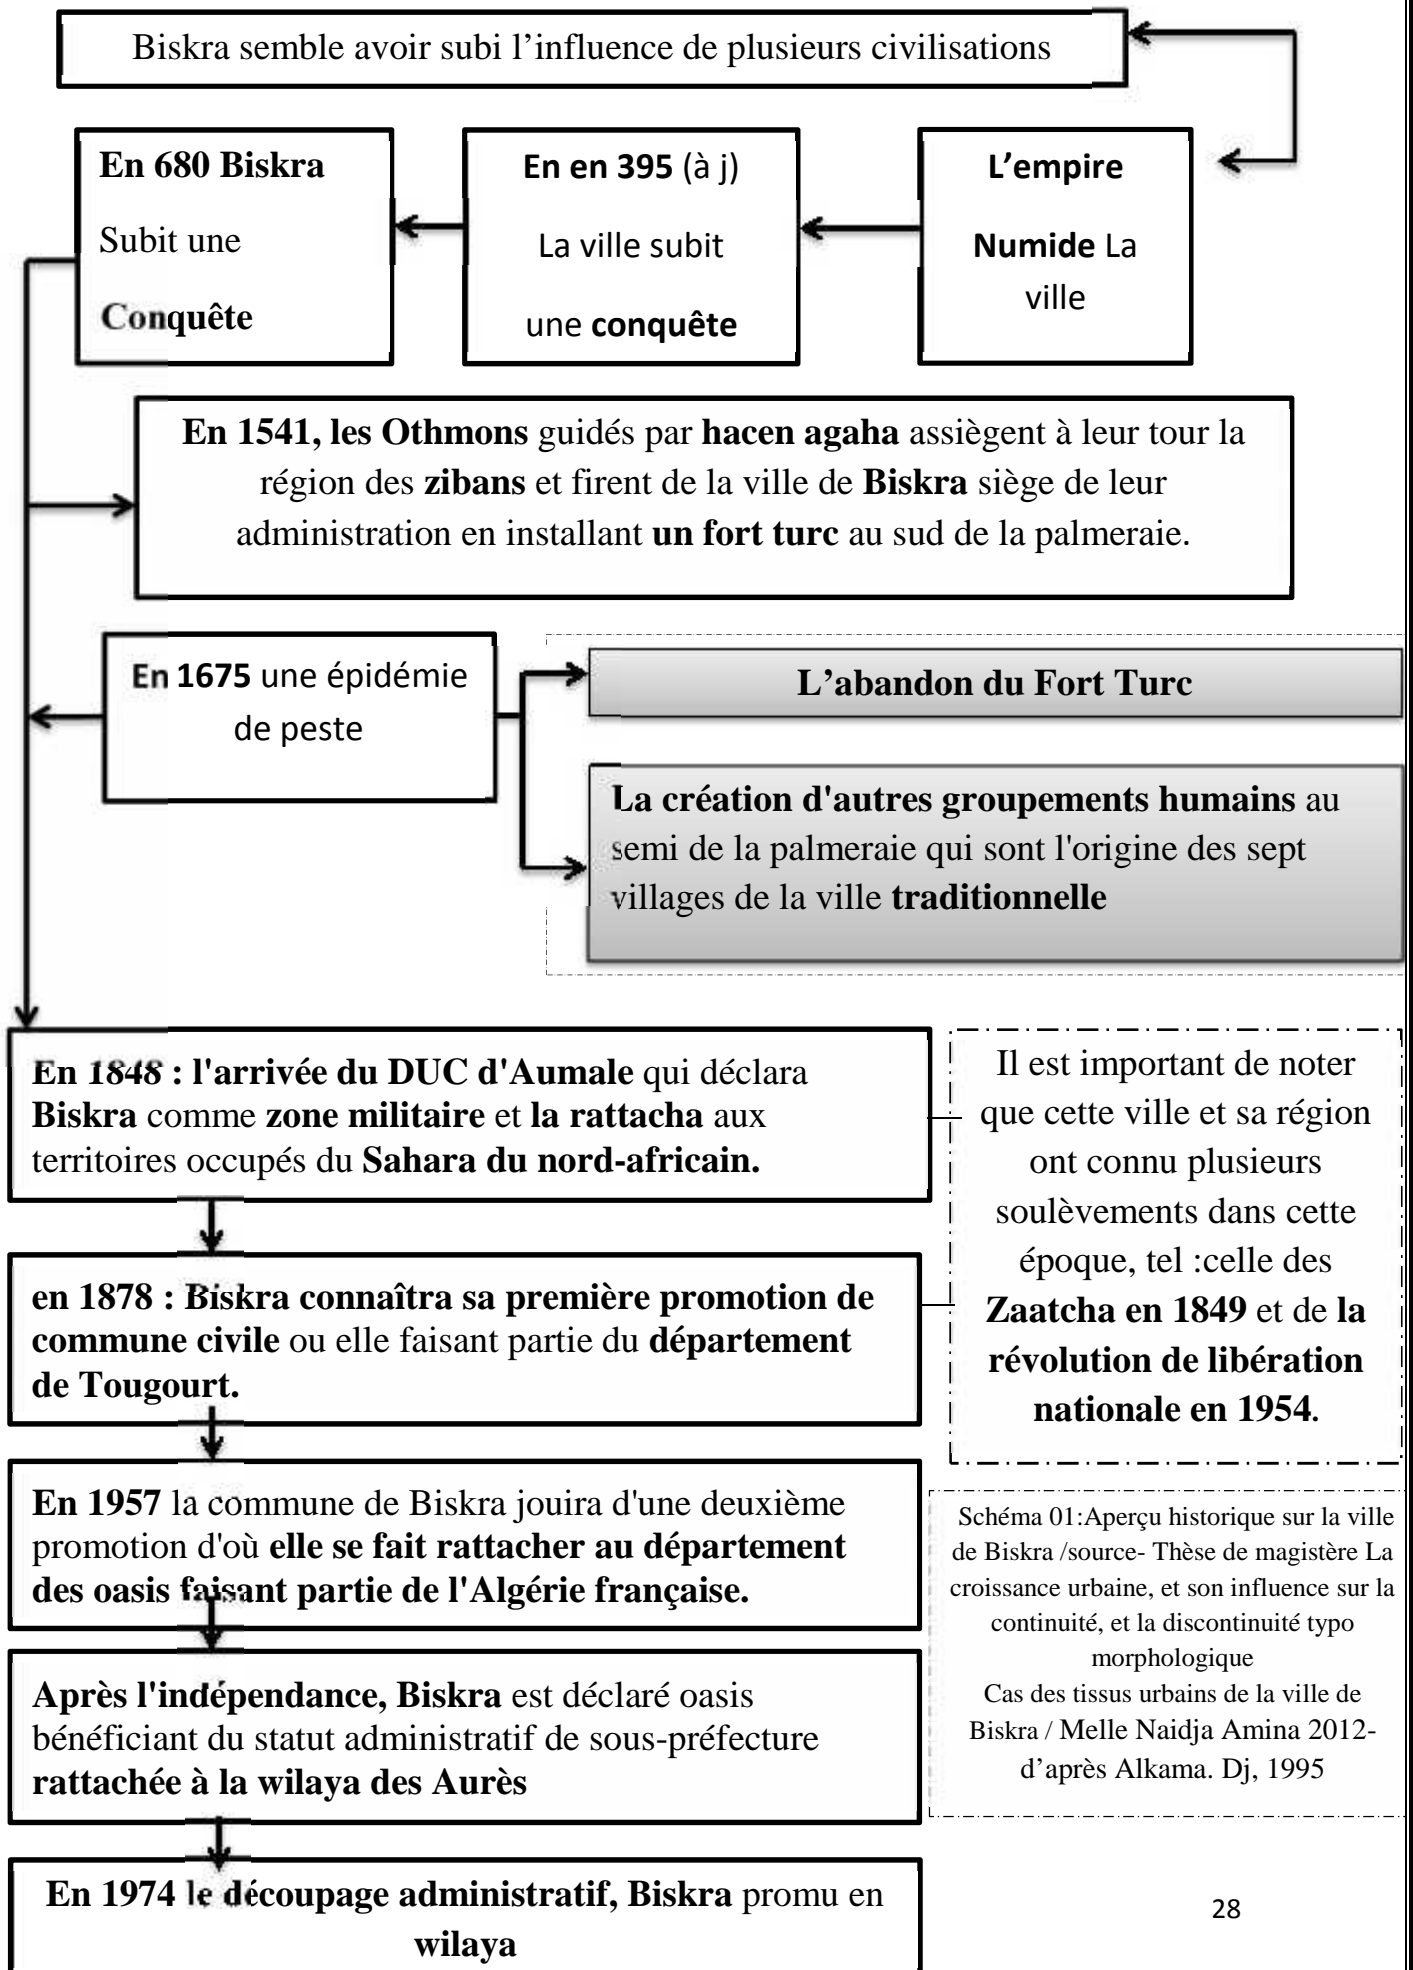 Biskra semble avoir subi l’influence de plusieurs civilisations
L’empire
Numide La
ville
En en 395 (à j)
La ville subit
une conquête
En 680 Biskra
Subit une
Conquête
En 1541, les Othmons guidés par hacen agaha assiègent à leur tour la
région des zibans et firent de la ville de Biskra siège de leur
administration en installant un fort turc au sud de la palmeraie.
En 1675 une épidémie
de peste
L’abandon du Fort Turc
La création d'autres groupements humains au
semi de la palmeraie qui sont l'origine des sept
villages de la ville traditionnelle
En 1848 : l'arrivée du DUC d'Aumale qui déclara
Biskra comme zone militaire et la rattacha aux
territoires occupés du Sahara du nord-africain.
Il est important de noter
que cette ville et sa région
ont connu plusieurs
soulèvements dans cette
époque, tel :celle des
Zaatcha en 1849 et de la
révolution de libération
nationale en 1954.
en 1878 : Biskra connaîtra sa première promotion de
commune civile ou elle faisant partie du département
de Tougourt.
En 1957 la commune de Biskra jouira d'une deuxième
promotion d'où elle se fait rattacher au département
des oasis faisant partie de l'Algérie française.
Schéma 01:Aperçu historique sur la ville
de Biskra /source- Thèse de magistère La
croissance urbaine, et son influence sur la
continuité, et la discontinuité typo
morphologique
Cas des tissus urbains de la ville de
Biskra / Melle Naidja Amina 2012-
d’après Alkama. Dj, 1995
Après l'indépendance, Biskra est déclaré oasis
bénéficiant du statut administratif de sous-préfecture
rattachée à la wilaya des Aurès
En 1974 le découpage administratif, Biskra promu en
wilaya
28